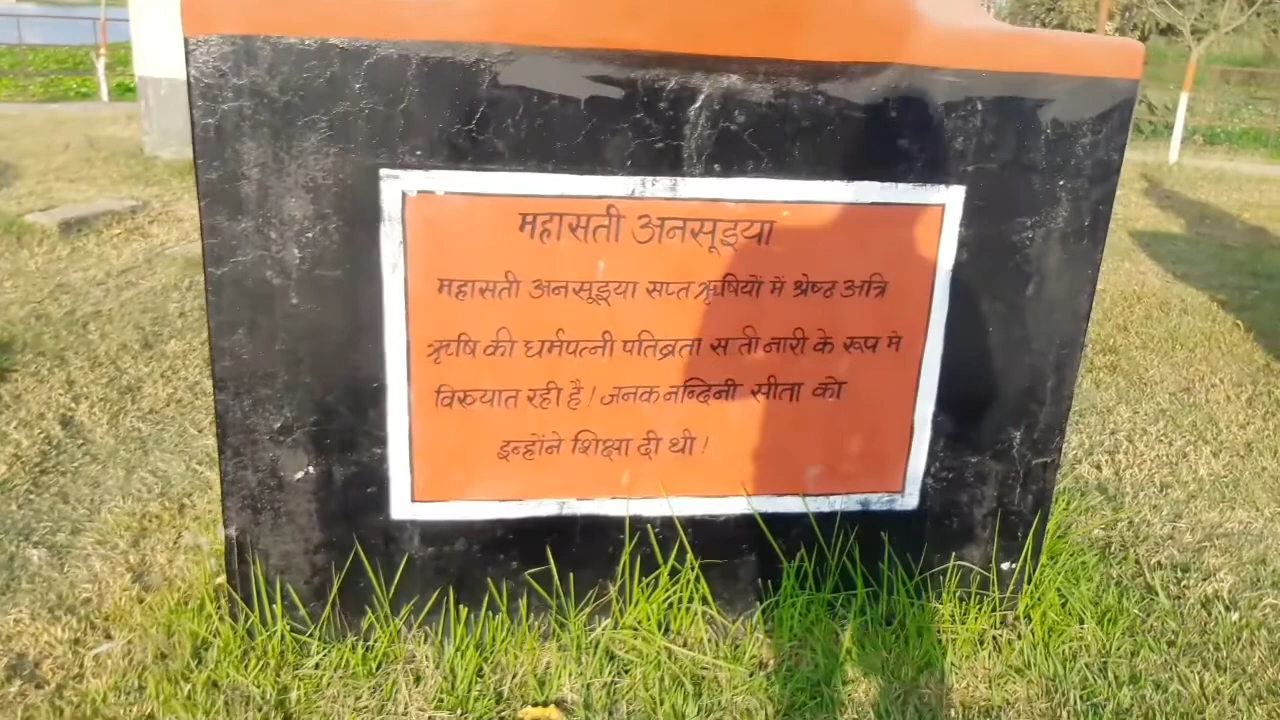 महासती अनसूइया
महासती अनसूइया सप्त ऋषियों में श्रेष्ठ अत्रि
ऋषि की धर्मपत्नी पतिब्रता सती नारी के रूप मे
विख्यात रही है! जनक नन्दिनी सीता को
इन्होंने शिक्षा दी थी!